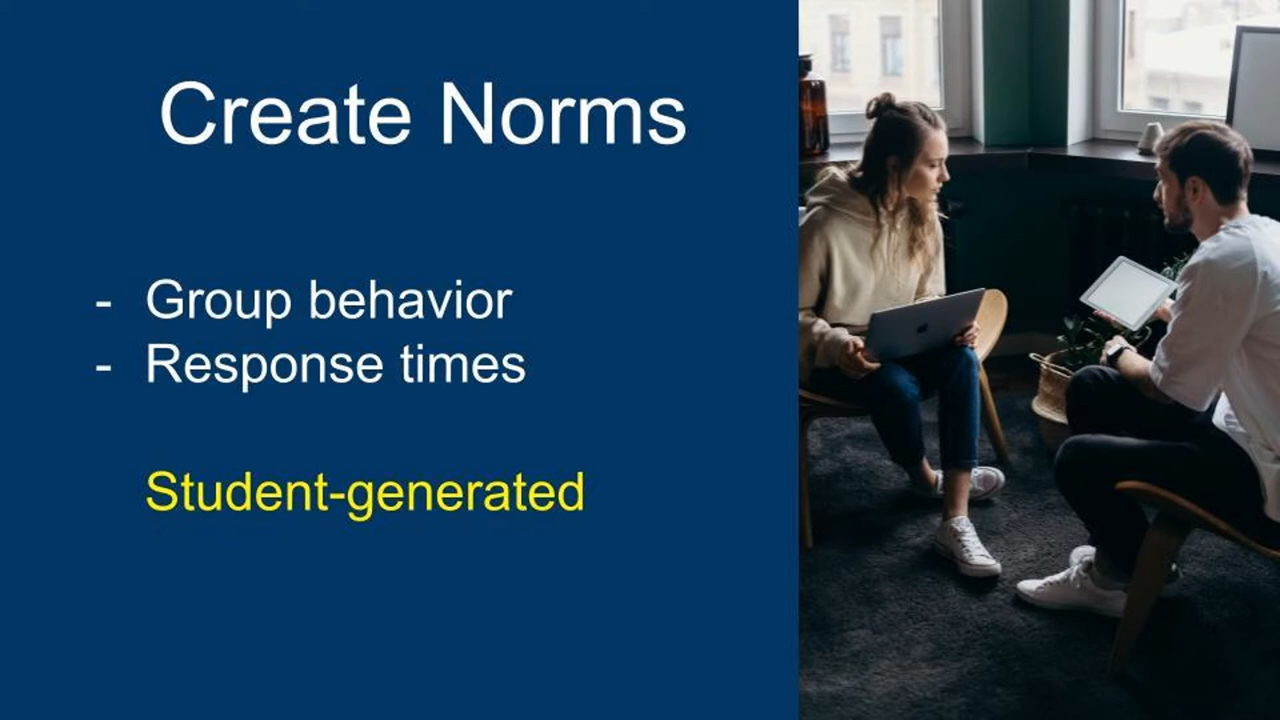 Create Norms
- Group behavior
- Response times
Student-generated